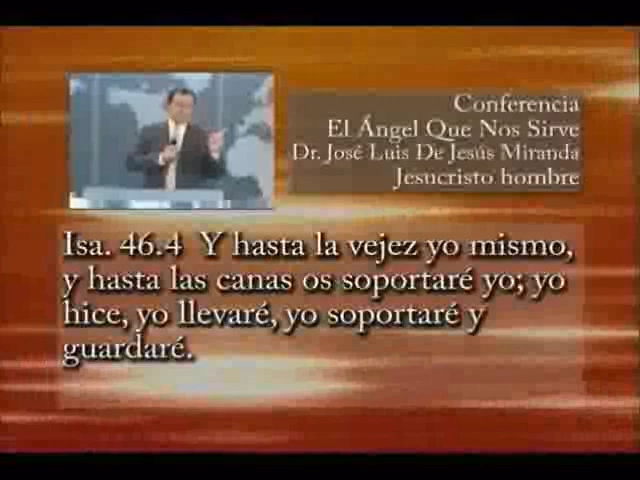 Conferencia
El Ángel Que Nos Sirve
Dr. José Luis De Jesús Miranda
Jesucristo hombre
Isa. 46.4 Y hasta la vejez yo mismo,
y hasta las canas os soportaré yo; yo
hice, yo llevaré, yo soportaré y
guardaré.